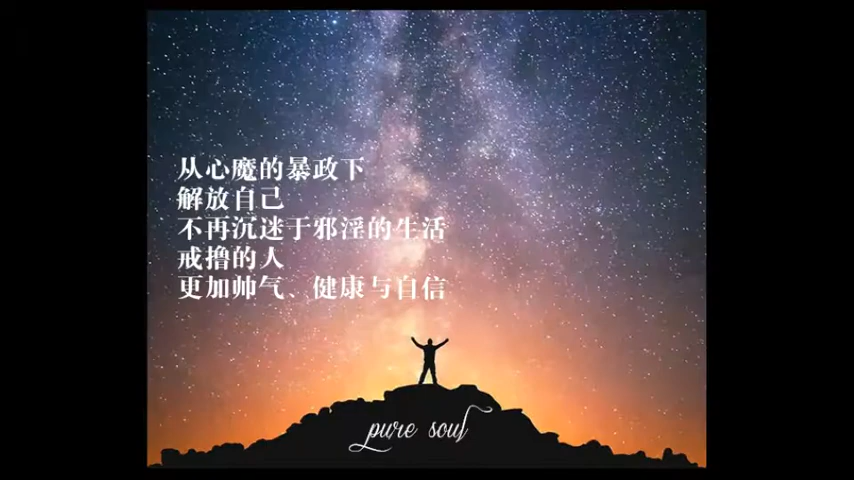 从心魔的暴政下
解放自己
不再沉迷于邪淫的生活
戒撸的人
更加帅气、健康与自信
pure soul